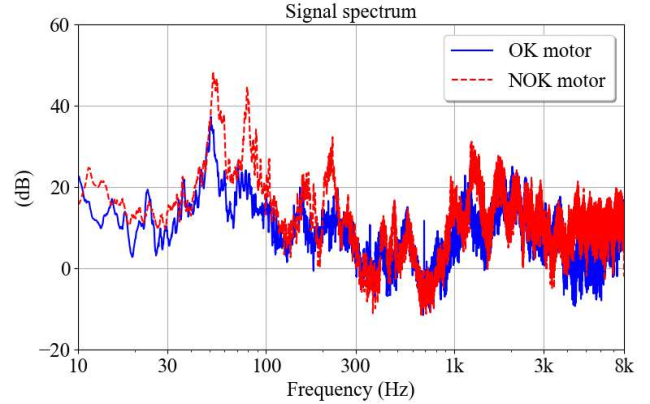 Signal spectrum
60
40
20
0
−20
(dB)
OK motor
NOK motor
10 30 100 300 1k 3k 8k
Frequency (Hz)